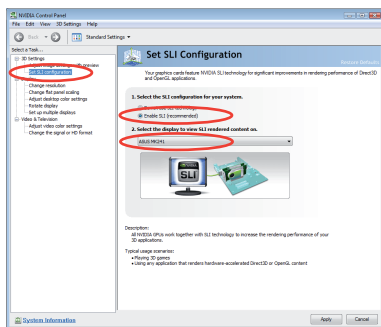 NVIDIA Control Panel
File Edit View 3D Settings Help
Back
Standard Settings
Select a Task...
3D Settings
Set SLI configuration
Change resolution
Change flat panel scaling
Adjust desktop color settings
Rotate display
Set up multiple displays
Video & Television
Adjust video color settings
Change the signal or HD format
System Information
Set SLI Configuration
Restore Defaults
Your graphics cards feature NVIDIA SLI technology for significant improvements in rendering performance of Direct3D
and OpenGL applications.
1. Select the SLI configuration for your system.
Enable SLI (recommended)
2. Select the display to view SLI rendered content on.
ASUS
SLI
Description:
All NVIDIA GPUs work together with SLI technology to increase the rendering performance of your
3D applications.
Typical usage scenarios:
• Playing 3D games
• Using any application that renders hardware-accelerated Direct3D or OpenGL content
Apply Cancel